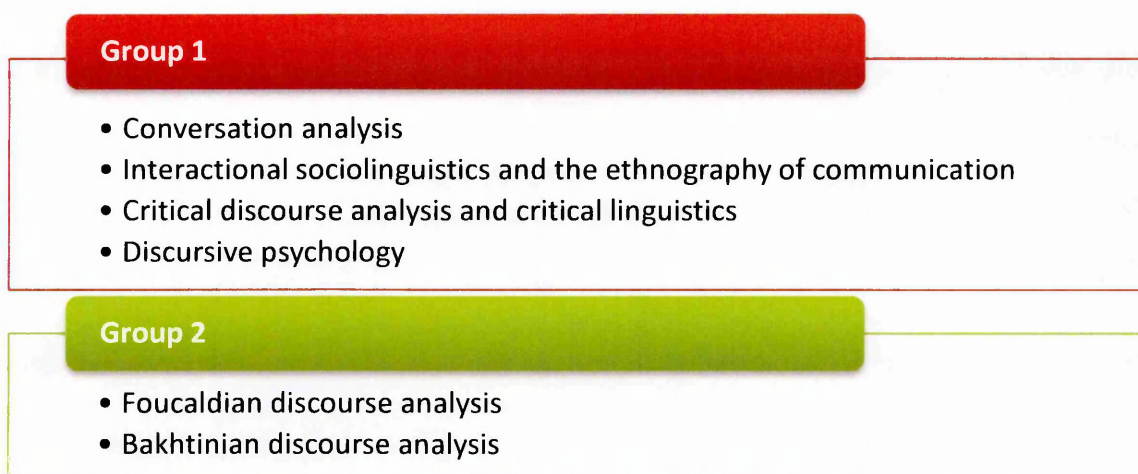 Group 1
• Conversation analysis
• Interactional sociolinguistics and the ethnography of communication
• Critical discourse analysis and critical linguistics
• Discursive psychology
Group 2
• Foucaldian discourse analysis
• Bakhtinian discourse analysis